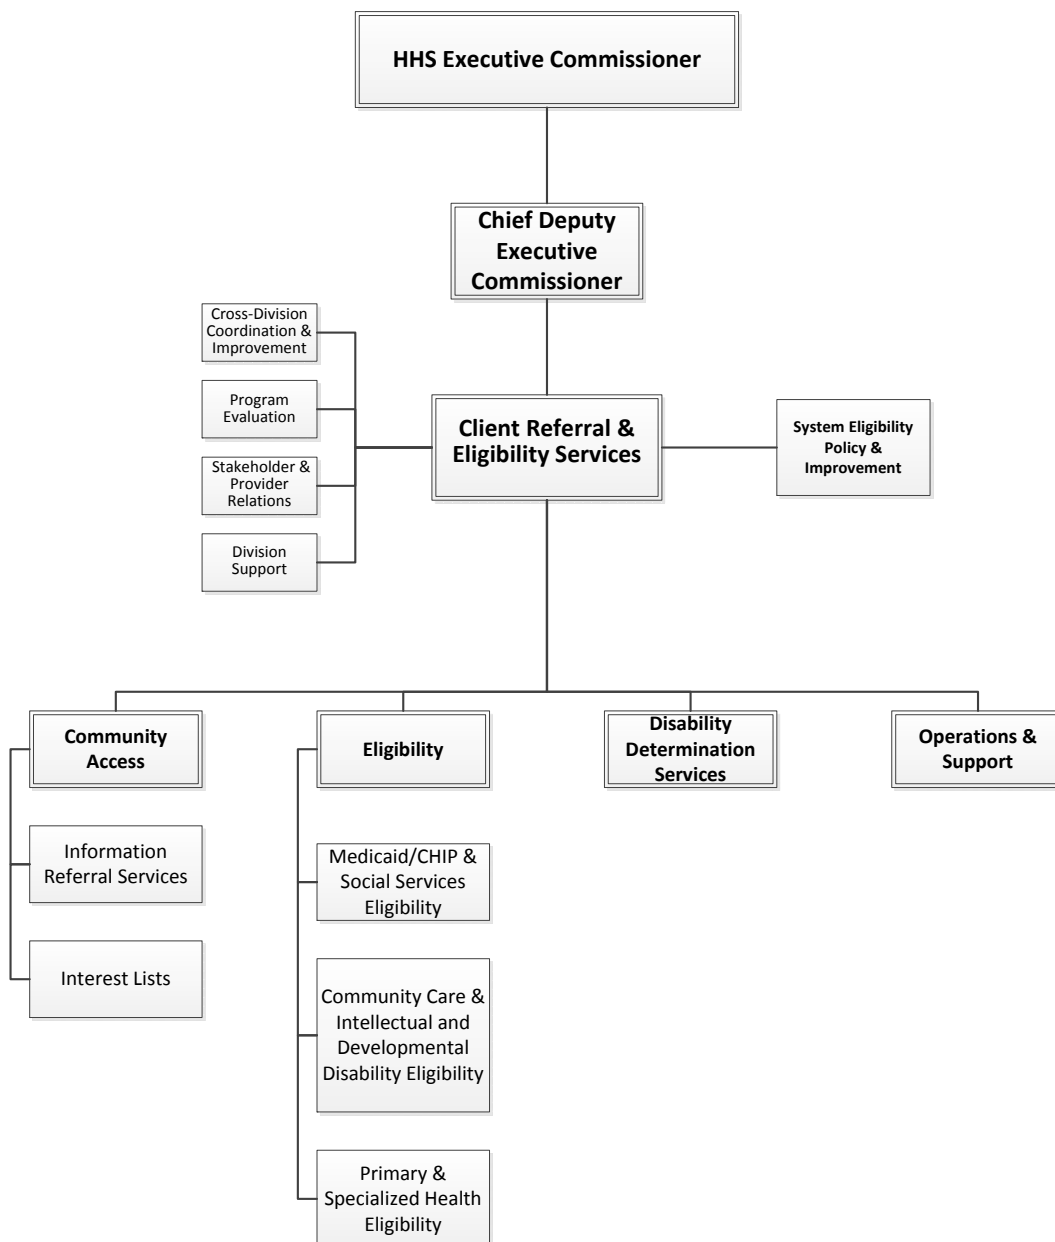 HHS Executive Commissioner
Chief Deputy
Executive
Commissioner
Cross-Division
Coordination &
Improvement
Program
Evaluation
Stakeholder &
Provider
Relations
Division
Support
Client Referral &
Eligibility Services
System Eligibility
Policy &
Improvement
Community
Access
Information
Referral Services
Interest Lists
Eligibility
Medicaid/CHIP &
Social Services
Eligibility
Community Care &
Intellectual and
Developmental
Disability Eligibility
Primary &
Specialized Health
Eligibility
Disability
Determination
Services
Operations &
Support